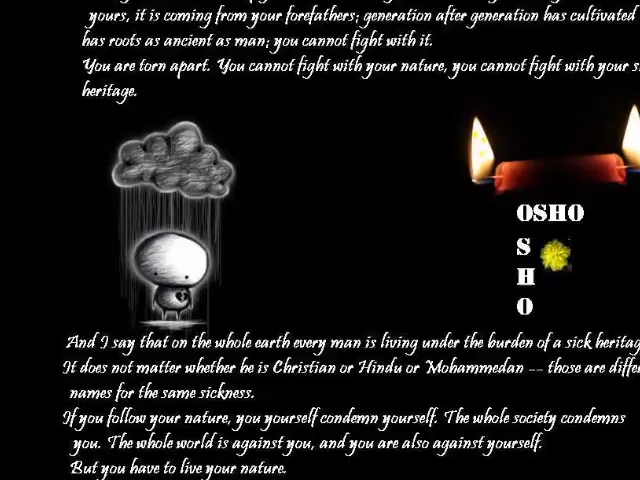 yours, it is coming from your forefathers; generation after generation has cultivated
has roots as ancient as man; you cannot fight with it.
You are torn apart. You cannot fight with your nature, you cannot fight with your
heritage.
OSHO
S
H
O
And I say that on the whole earth every man is living under the burden of a sick
It does not matter whether he is Christian or Hindu or Mohammedan -- those are
names for the same sickness.
If you follow your nature, you yourself condemn yourself. The whole society condemns
you. The whole world is against you, and you are also against yourself.
But you have to live your nature.